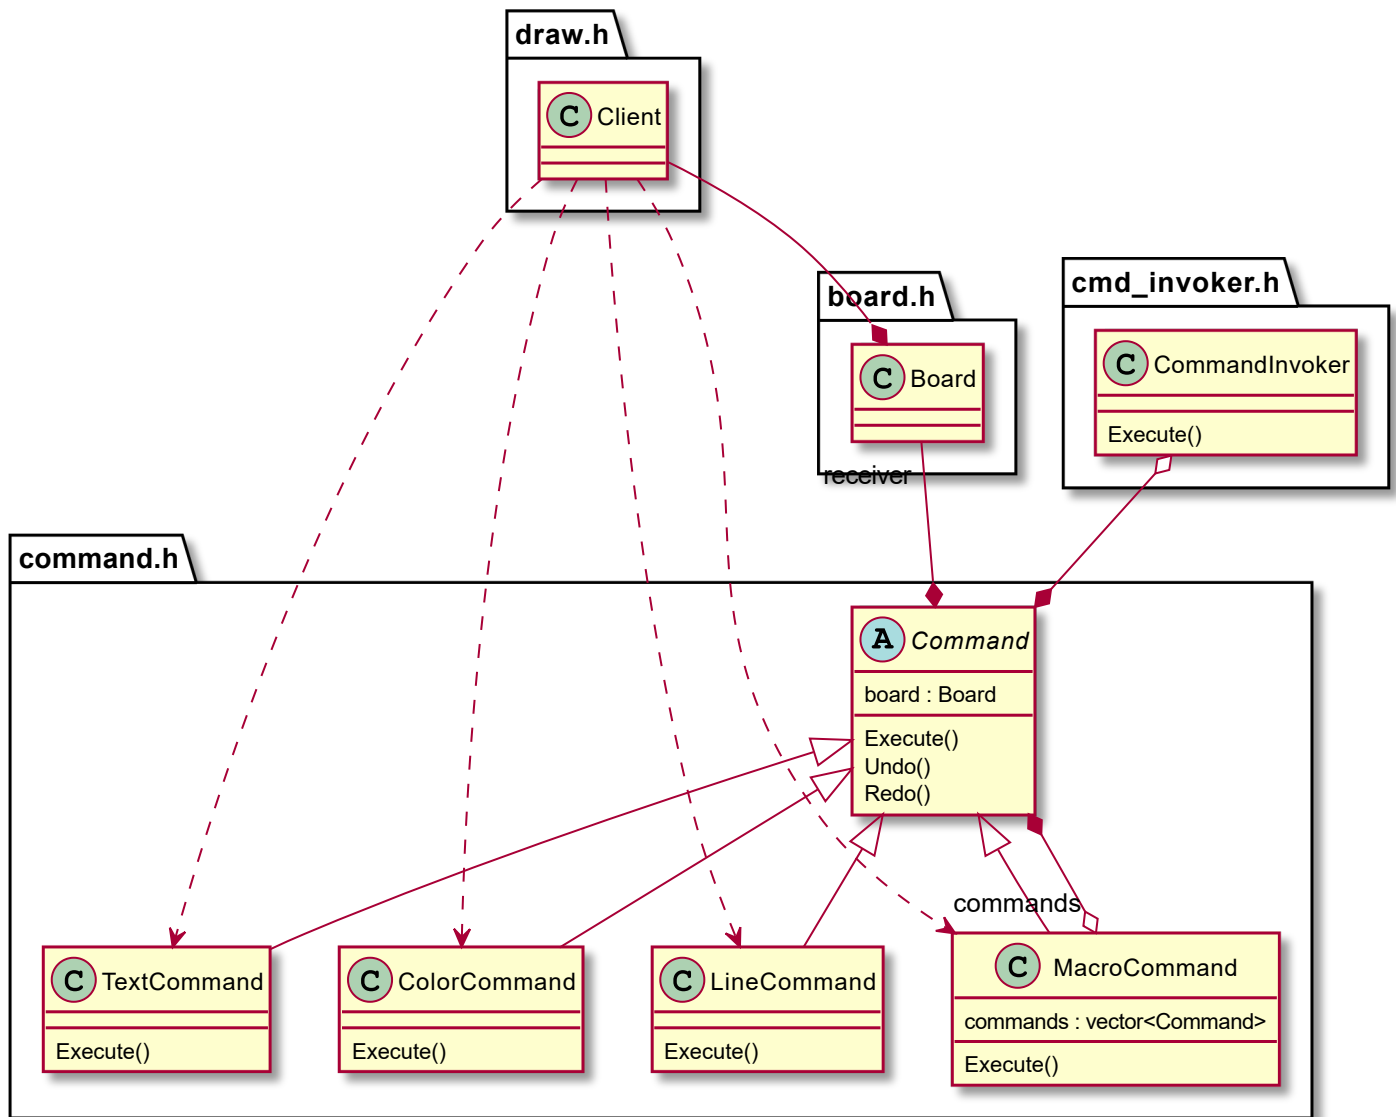 draw.h
C Client
board.h
C Board
cmd_invoker.h
C CommandInvoker
Execute()
receiver
command.h
A Command
board : Board
Execute()
Undo()
Redo()
commands
C TextCommand
Execute()
C ColorCommand
Execute()
C LineCommand
Execute()
C MacroCommand
commands : vector<Command>
Execute()